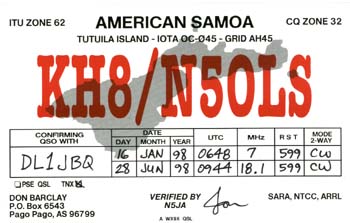 ITU ZONE 62 AMERICAN SAMOA CQ ZONE 32
TUTUILA ISLAND - IOTA OC-045 - GRID AH45
KH8/N5OLS
CONFIRMING QSO WITH DATE UTC MHz RST MODE 2-WAY
DAY MONTH YEAR
DL1JBQ 16 JAN 98 0648 7 599 CW
28 JUN 98 0944 18.1 599 CW
PSE QSL TNX
DON BARCLAY VERIFIED BY SARA, NTCC, ARRL
P.O. Box 6543 N5JA
Pago Pago, AS 96799
A WX9X QSL